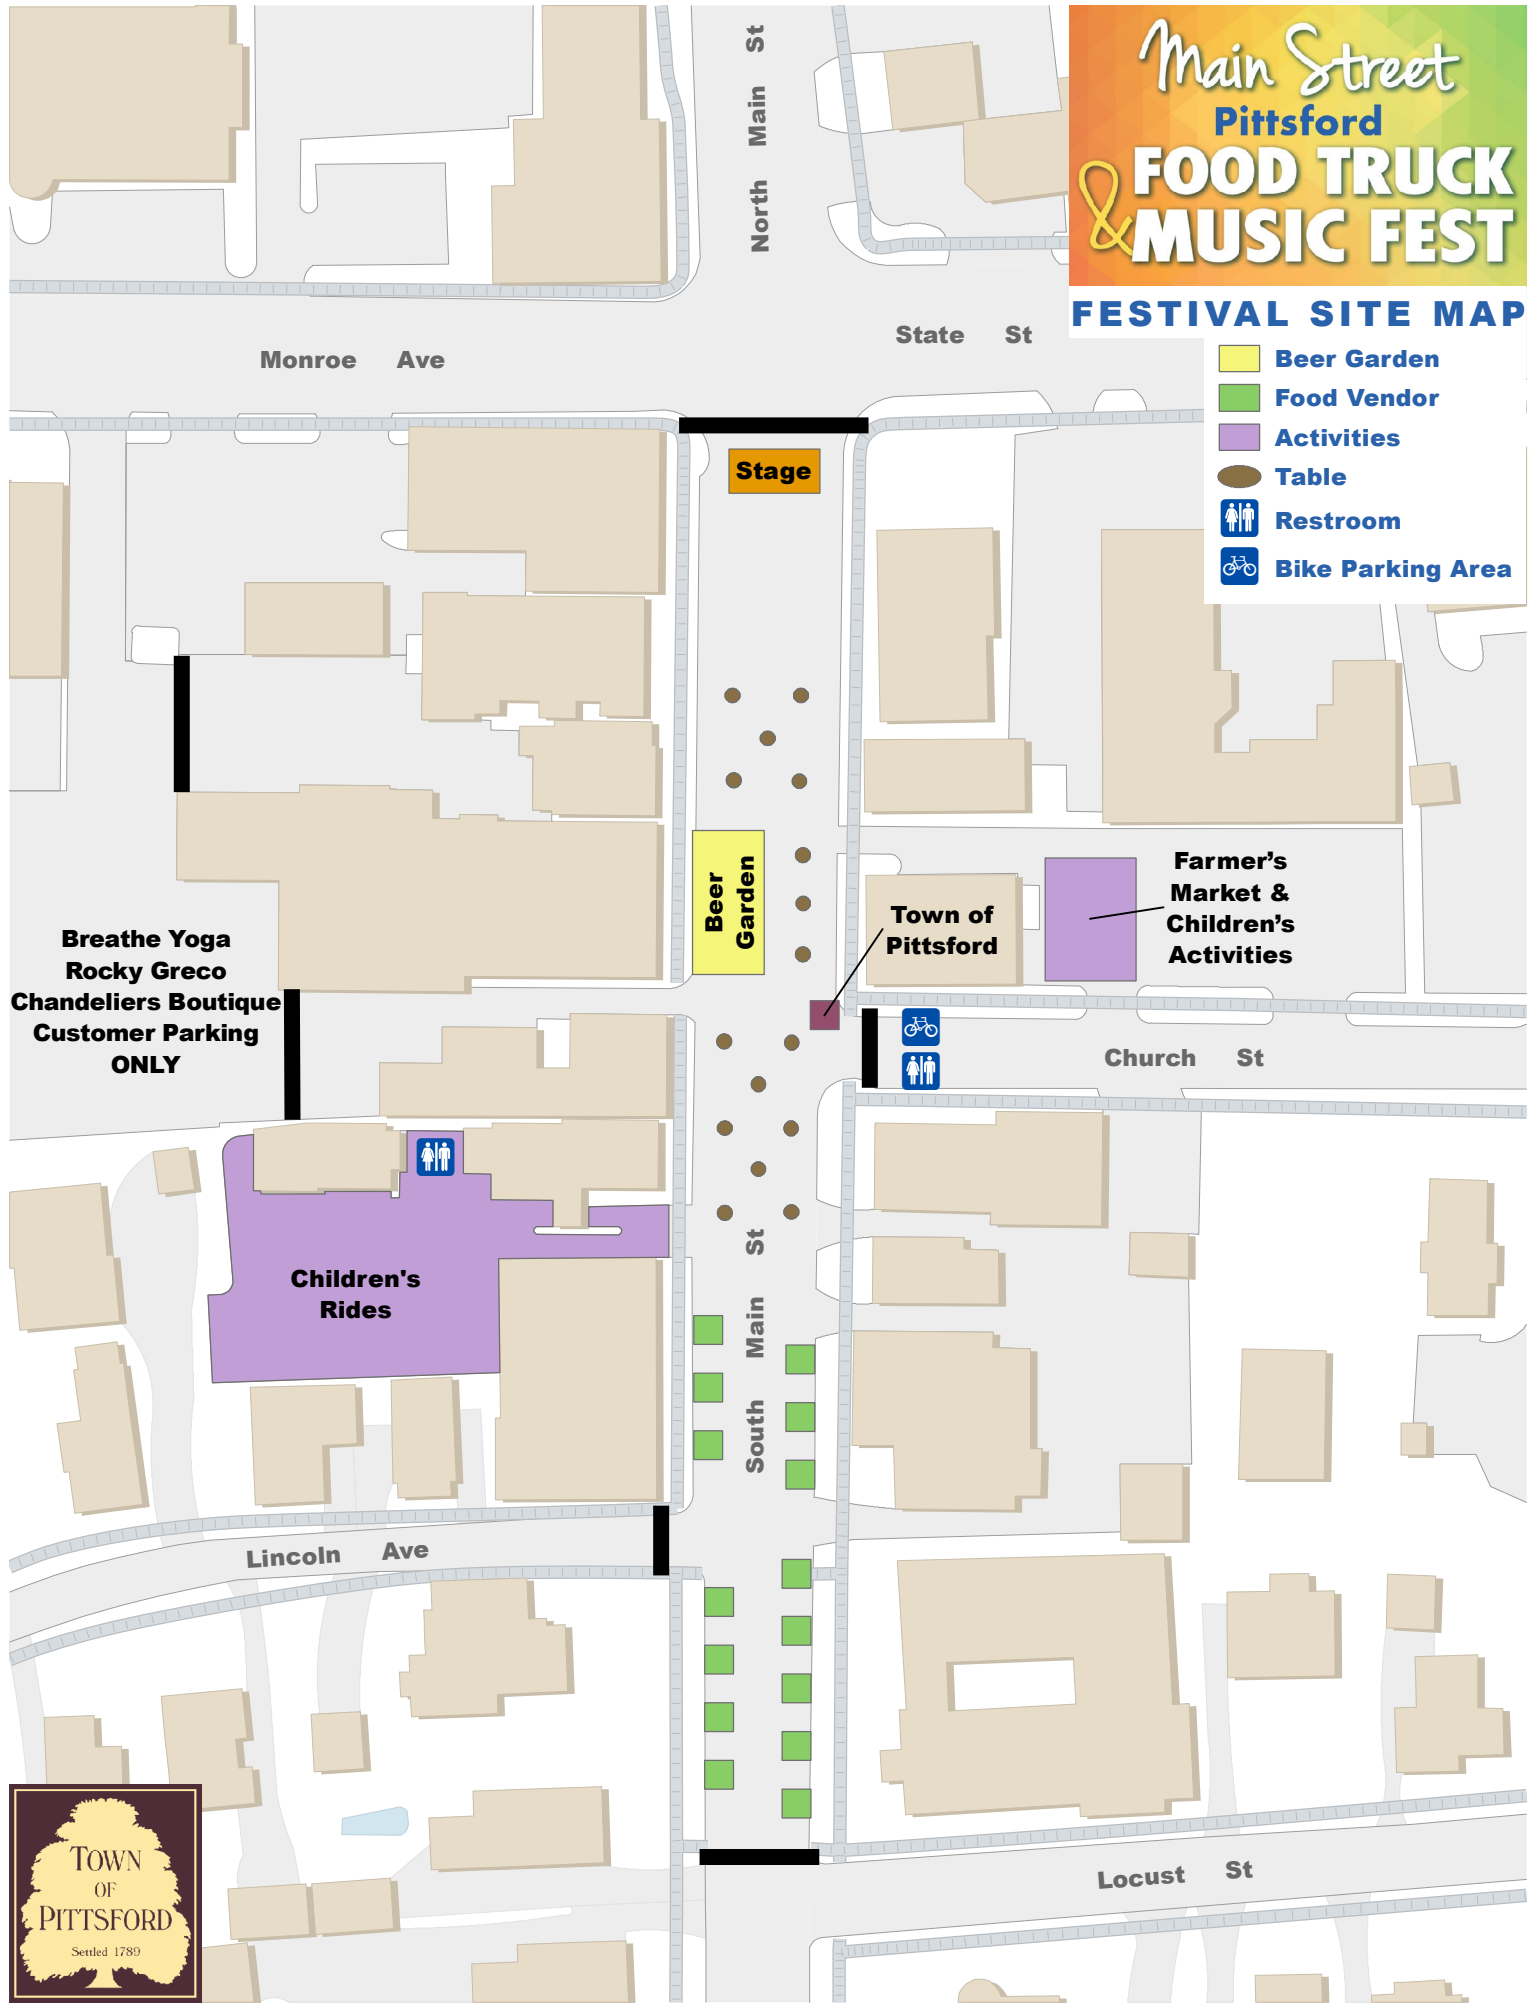 Main Street
Pittsford
FOOD TRUCK
& MUSIC FEST
FESTIVAL SITE MAP
Beer Garden
Food Vendor
Activities
Table
Restroom
Bike Parking Area
North Main St
State St
Monroe Ave
Stage
Beer
Garden
Town of
Pittsford
Farmer's
Market &
Children's
Activities
Breathe Yoga
Rocky Greco
Chandeliers Boutique
Customer Parking
ONLY
Church St
Children's
Rides
South Main St
Lincoln Ave
Locust St
TOWN
OF
PITTSFORD
Settled 1789